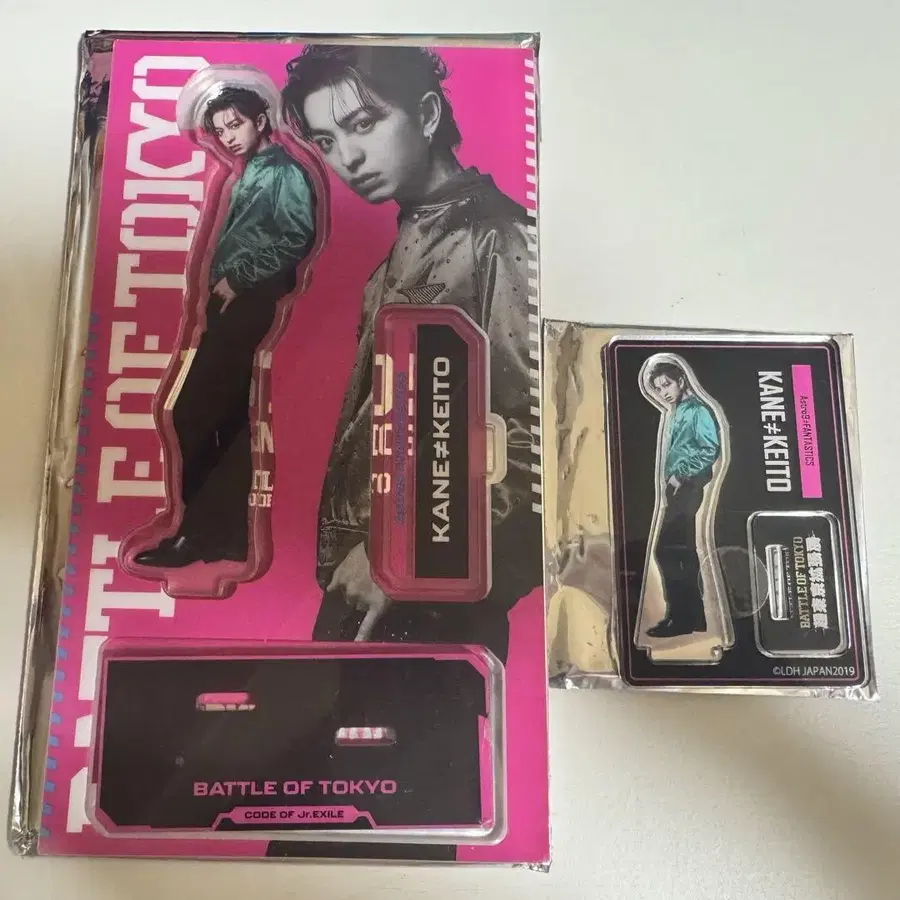 BATTLE OF TOKYO
KANE≠KEITO
BATTLE OF TOKYO
CODE OF Jr.EXILE
Astro9≠FANTASTICS
KANE≠KEITO
BATTLE OF TOKYO
©LDH JAPAN2019